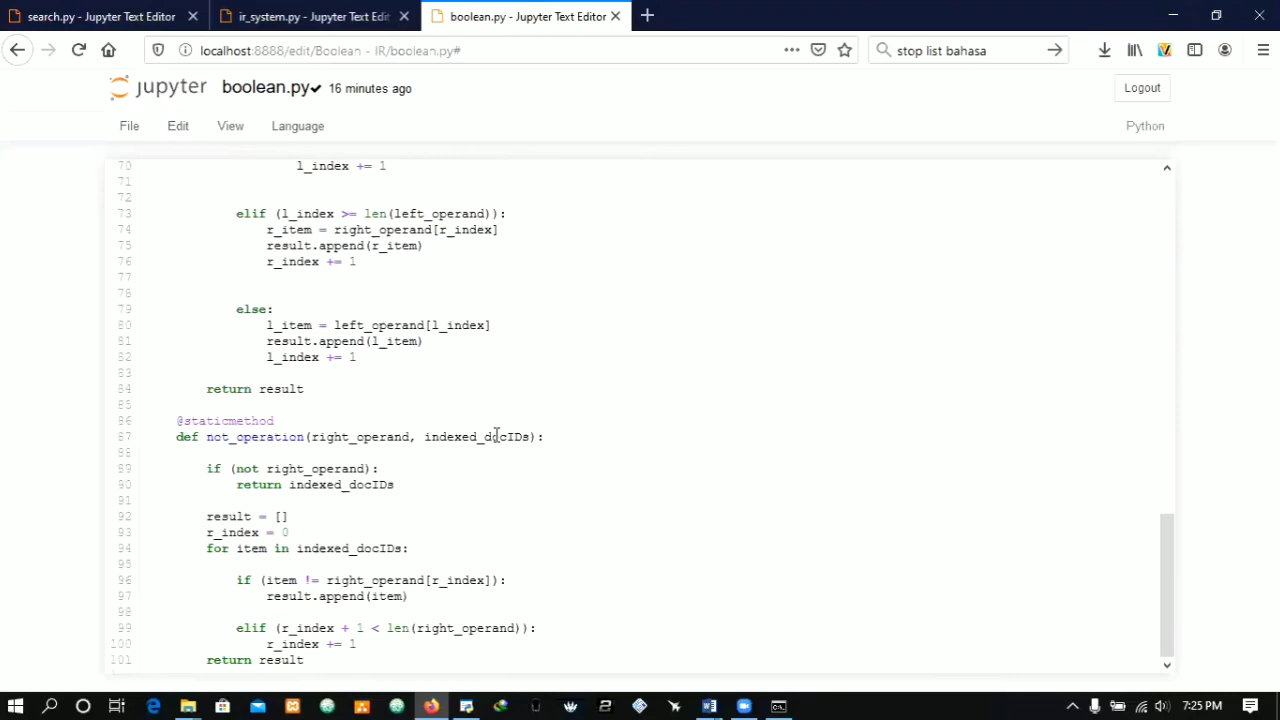 search.py - Jupyter Text Editor
ir_system.py - Jupyter Text Edit
boolean.py - Jupyter Text Editor
localhost:8888/edit/Boolean - IR/boolean.py#
stop list bahasa
jupyter boolean.py 16 minutes ago
Logout
File Edit View Language
Python
70 l_index += 1
71
72
73 elif (l_index >= len(left_operand)):
74 r_item = right_operand[r_index]
75 result.append(r_item)
76 r_index += 1
77
78
79 else:
80 l_item = left_operand[l_index]
81 result.append(l_item)
82 l_index += 1
83
84 return result
85
86 @staticmethod
87 def not_operation(right_operand, indexed_docIDs):
88
89 if (not right_operand):
90 return indexed_docIDs
91
92 result = []
93 r_index = 0
94 for item in indexed_docIDs:
95
96 if (item != right_operand[r_index]):
97 result.append(item)
98
99 elif (r_index + 1 < len(right_operand)):
100 r_index += 1
101 return result
7:25 PM